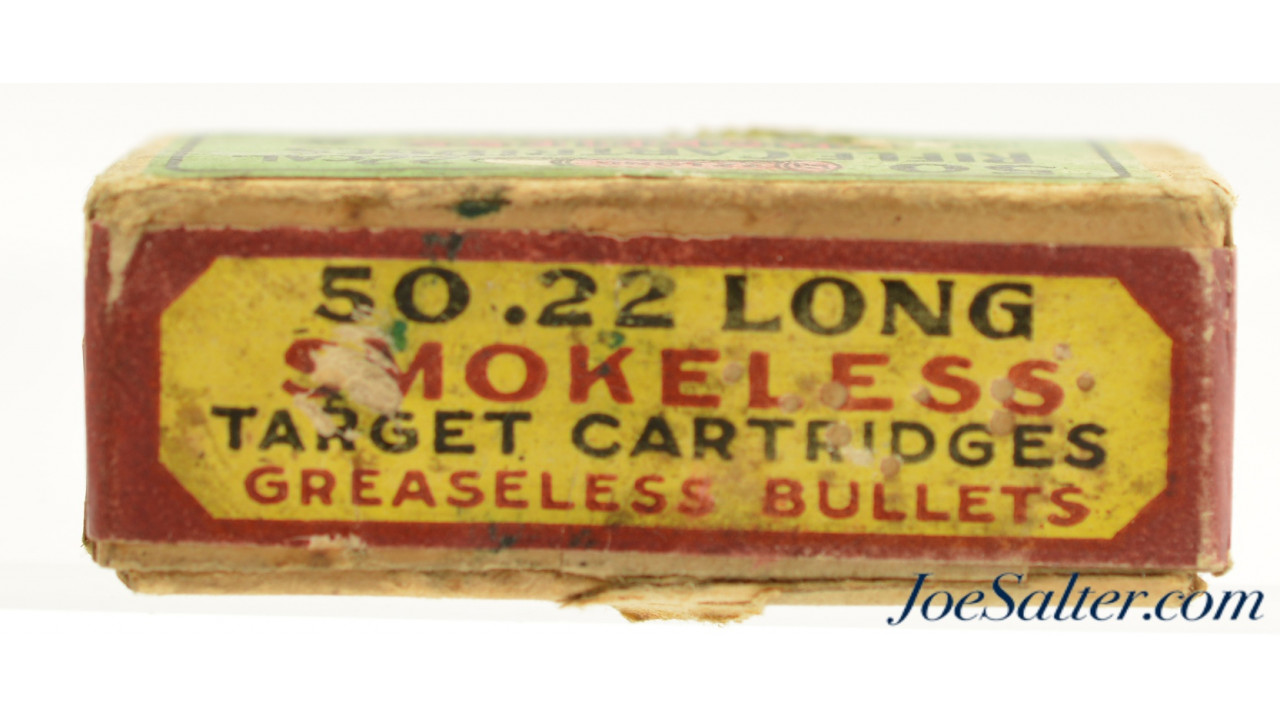 50 .22 LONG
SMOKELESS
TARGET CARTRIDGES
GREASELESS BULLETS
JoeSalter.com